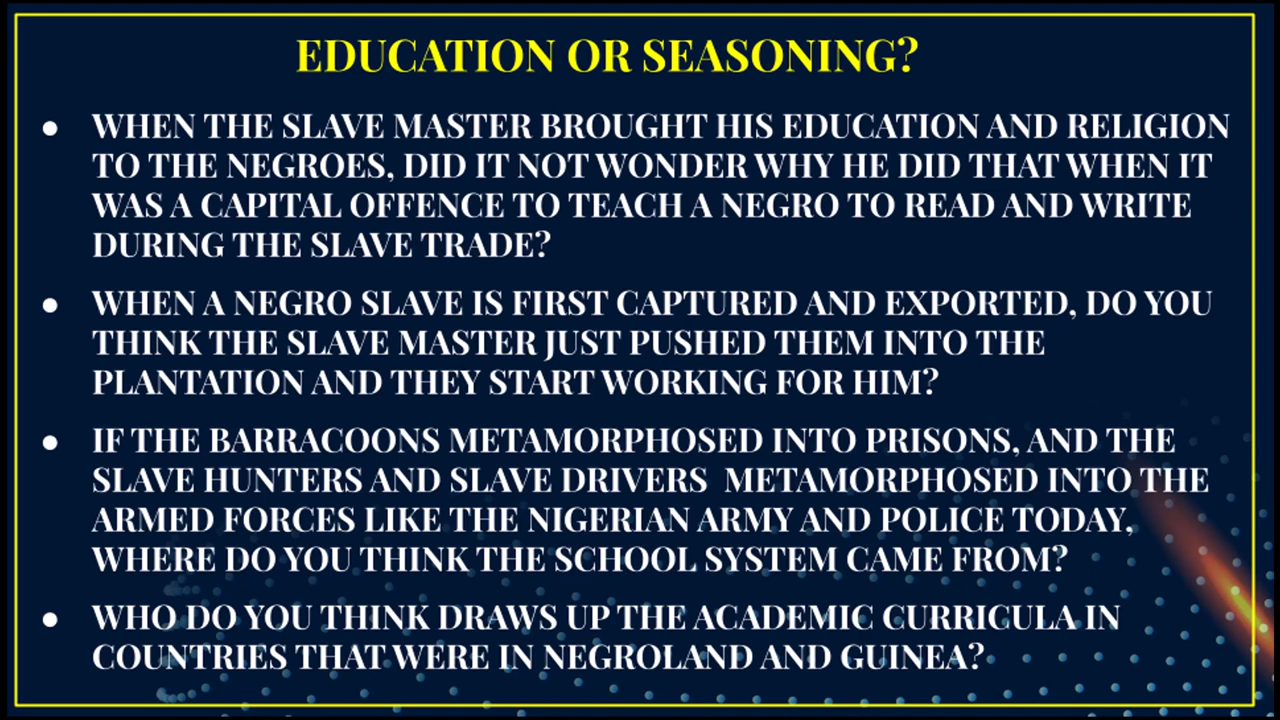 EDUCATION OR SEASONING?
● WHEN THE SLAVE MASTER BROUGHT HIS EDUCATION AND RELIGION
TO THE NEGROES, DID IT NOT WONDER WHY HE DID THAT WHEN IT
WAS A CAPITAL OFFENCE TO TEACH A NEGRO TO READ AND WRITE
DURING THE SLAVE TRADE?
● WHEN A NEGRO SLAVE IS FIRST CAPTURED AND EXPORTED, DO YOU
THINK THE SLAVE MASTER JUST PUSHED THEM INTO THE
PLANTATION AND THEY START WORKING FOR HIM?
● IF THE BARRACOONS METAMORPHOSED INTO PRISONS, AND THE
SLAVE HUNTERS AND SLAVE DRIVERS METAMORPHOSED INTO THE
ARMED FORCES LIKE THE NIGERIAN ARMY AND POLICE TODAY,
WHERE DO YOU THINK THE SCHOOL SYSTEM CAME FROM?
● WHO DO YOU THINK DRAWS UP THE ACADEMIC CURRICULA IN
COUNTRIES THAT WERE IN NEGROLAND AND GUINEA?